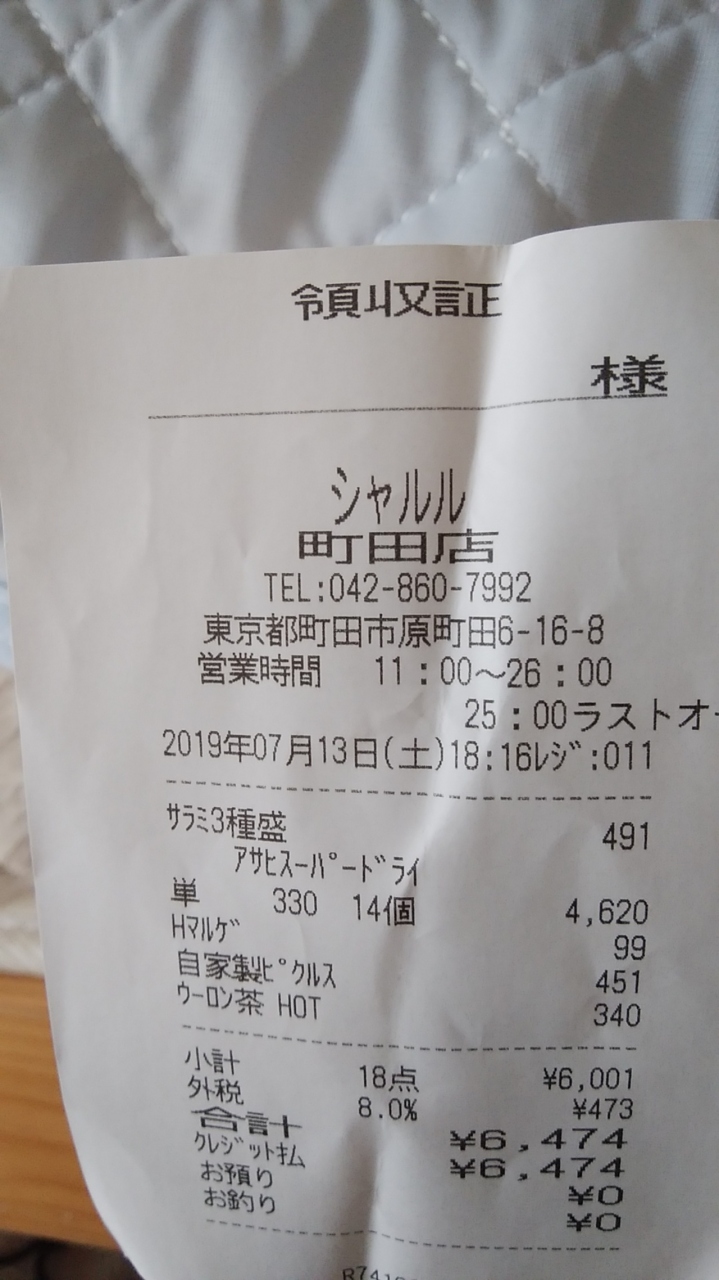 領収証
様
シャルル
町田店
TEL:042-860-7992
東京都町田市原町田6-16-8
営業時間 11：00～26：00
25：00ラストオ
2019年07月13日(土)18:16ﾚｼﾞ:011
ｻﾗﾐ3種盛 491
ｱｻﾋｽｰﾊﾟｰﾄﾞﾗｲ
単 330 14個 4,620
Hﾏﾙｹﾞ 99
自家製ﾋﾟｸﾙｽ 451
ｳｰﾛﾝ茶 HOT 340
小計 18点 ¥6,001
外税 8.0% ¥473
合計 ¥6,474
ｸﾚｼﾞｯﾄｷﾑ ¥6,474
お預り ¥0
お釣り ¥0